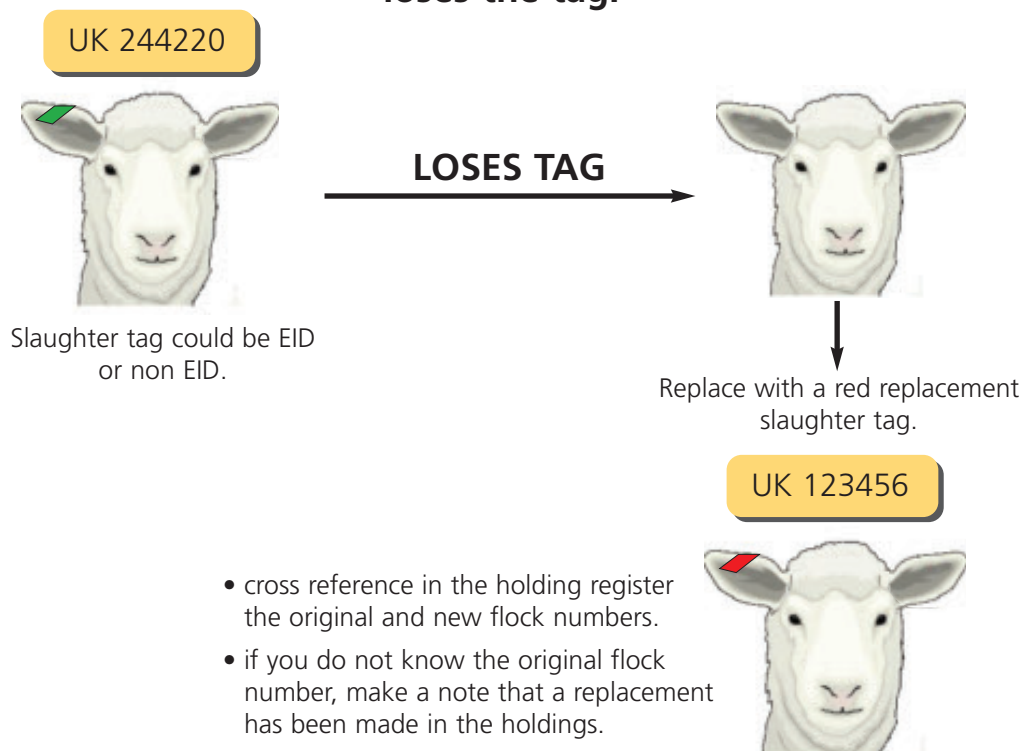 loses the tag.
UK 244220
LOSES TAG
Slaughter tag could be EID
or non EID.
Replace with a red replacement
slaughter tag.
UK 123456
• cross reference in the holding register
the original and new flock numbers.
• if you do not know the original flock
number, make a note that a replacement
has been made in the holdings.